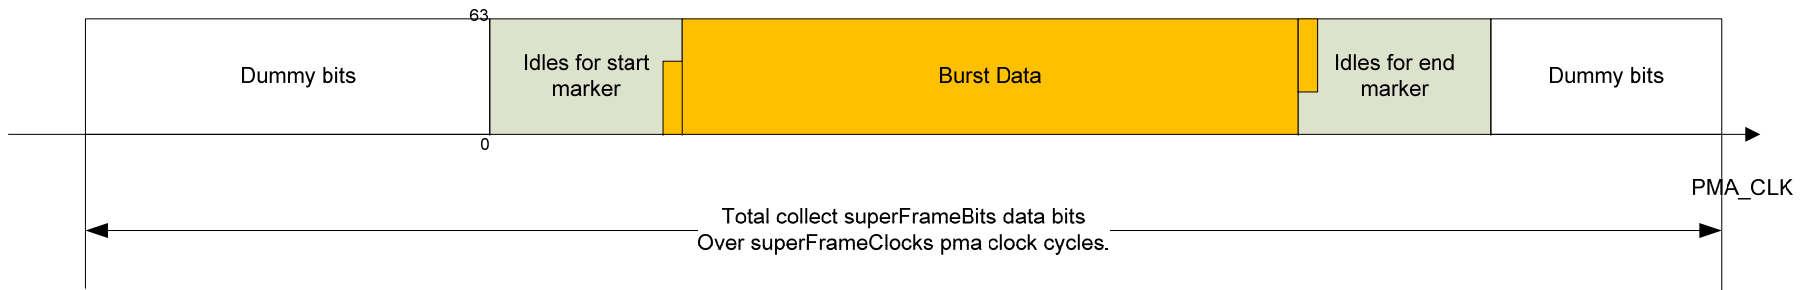 63
Dummy bits
Idles for start
marker
Burst Data
Idles for end
marker
Dummy bits
0
PMA_CLK
Total collect superFrameBits data bits
Over superFrameClocks pma clock cycles.